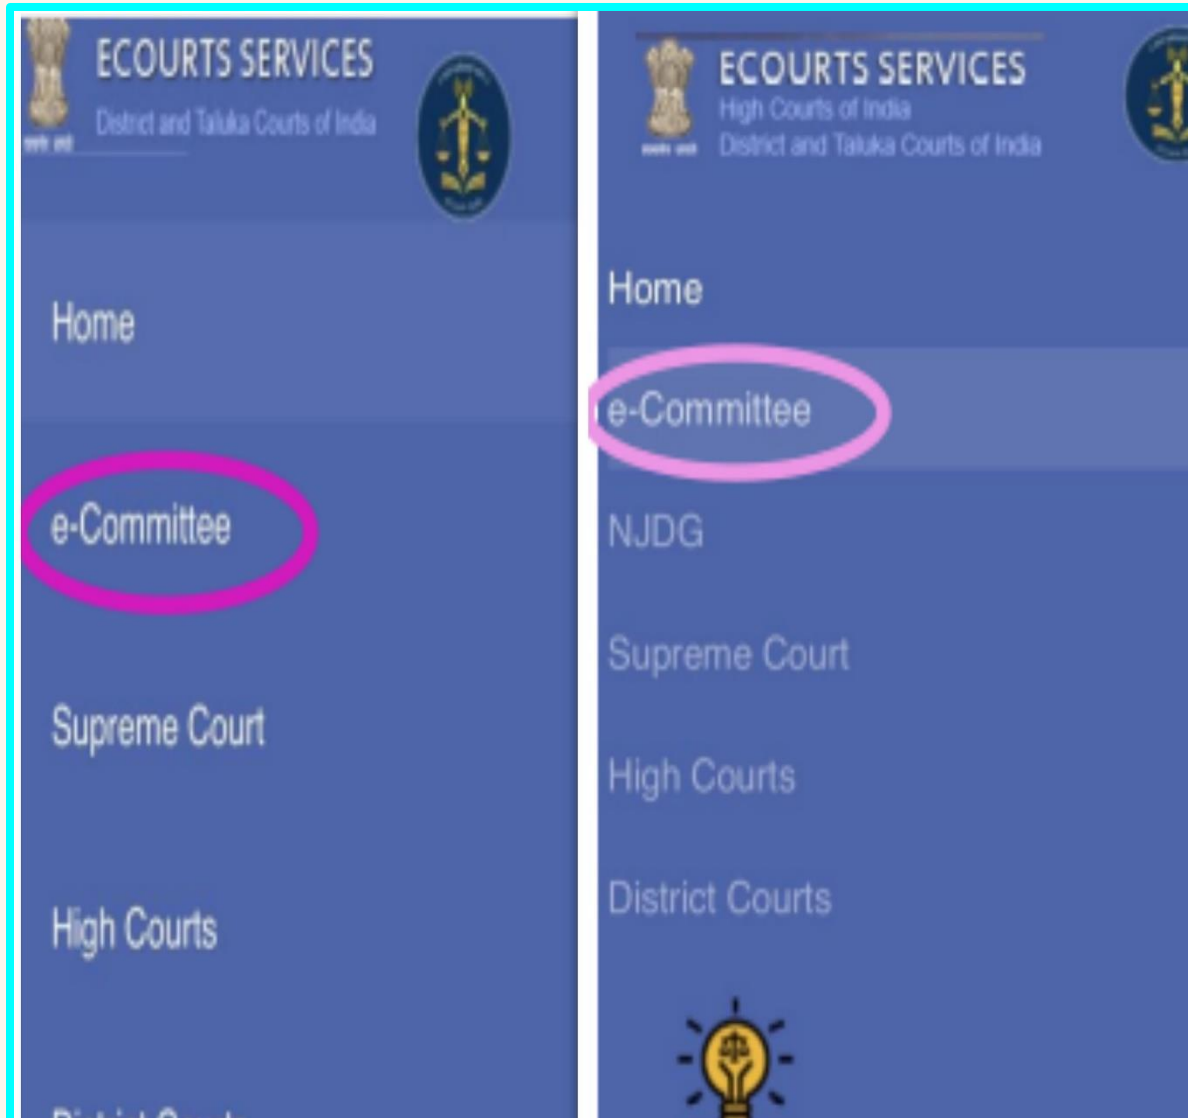 ECOURTS SERVICES
District and Taluka Courts of India
Home
e-Committee
Supreme Court
High Courts
ECOURTS SERVICES
High Courts of India
District and Taluka Courts of India
Home
e-Committee
NJDG
Supreme Court
High Courts
District Courts